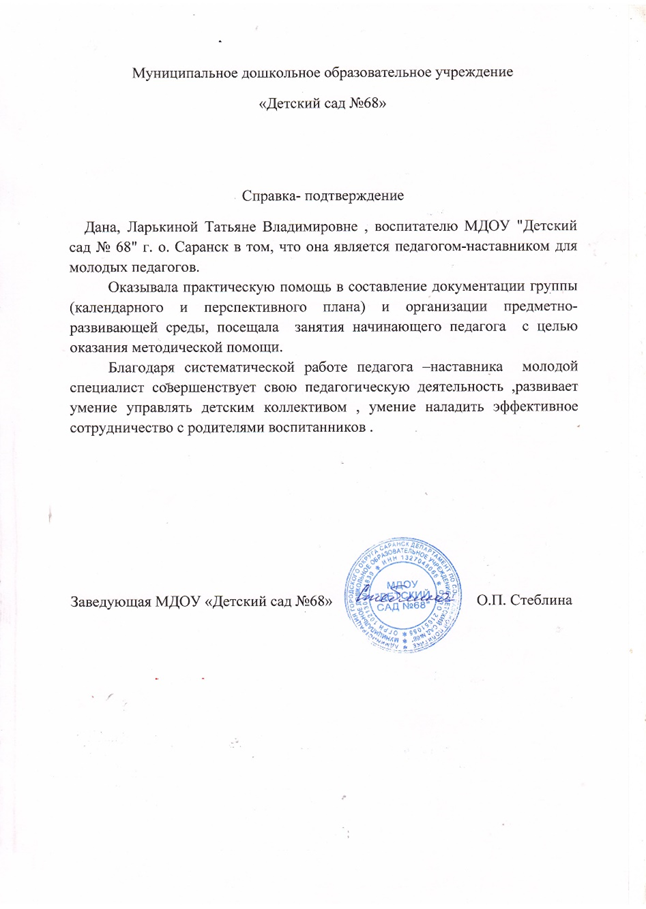 Муниципальное дошкольное образовательное учреждение
«Детский сад №68»
Справка- подтверждение
Дана, Ларькиной Татьяне Владимировне , воспитателю МДОУ "Детский
сад № 68" г. о. Саранск в том, что она является педагогом-наставником для
молодых педагогов.
Оказывала практическую помощь в составление документации группы
(календарного и перспективного плана) и организации предметно-
развивающей среды, посещала занятия начинающего педагога с целью
оказания методической помощи.
Благодаря систематической работе педагога –наставника молодой
специалист совершенствует свою педагогическую деятельность ,развивает
умение управлять детским коллективом , умение наладить эффективное
сотрудничество с родителями воспитанников .
МДОУ
ДЕТСКИЙ
САД №68"
Заведующая МДОУ «Детский сад №68» О.П. Стеблина